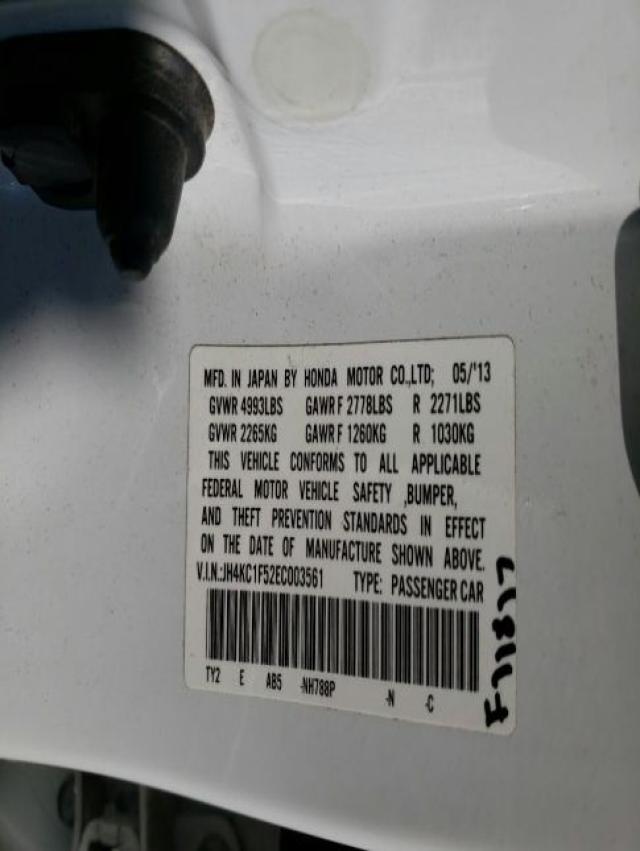 MFD. IN JAPAN BY HONDA MOTOR CO.,LTD; 05/'13
GVWR 4993LBS GAWR F 2778LBS R 2271LBS
GVWR 2265KG GAWR F 1260KG R 1030KG
THIS VEHICLE CONFORMS TO ALL APPLICABLE
FEDERAL MOTOR VEHICLE SAFETY ,BUMPER,
AND THEFT PREVENTION STANDARDS IN EFFECT
ON THE DATE OF MANUFACTURE SHOWN ABOVE.
V.I.N.:JH4KC1F52EC003561 TYPE: PASSENGER CAR
TY2 E AB5 -NH788P -N -C